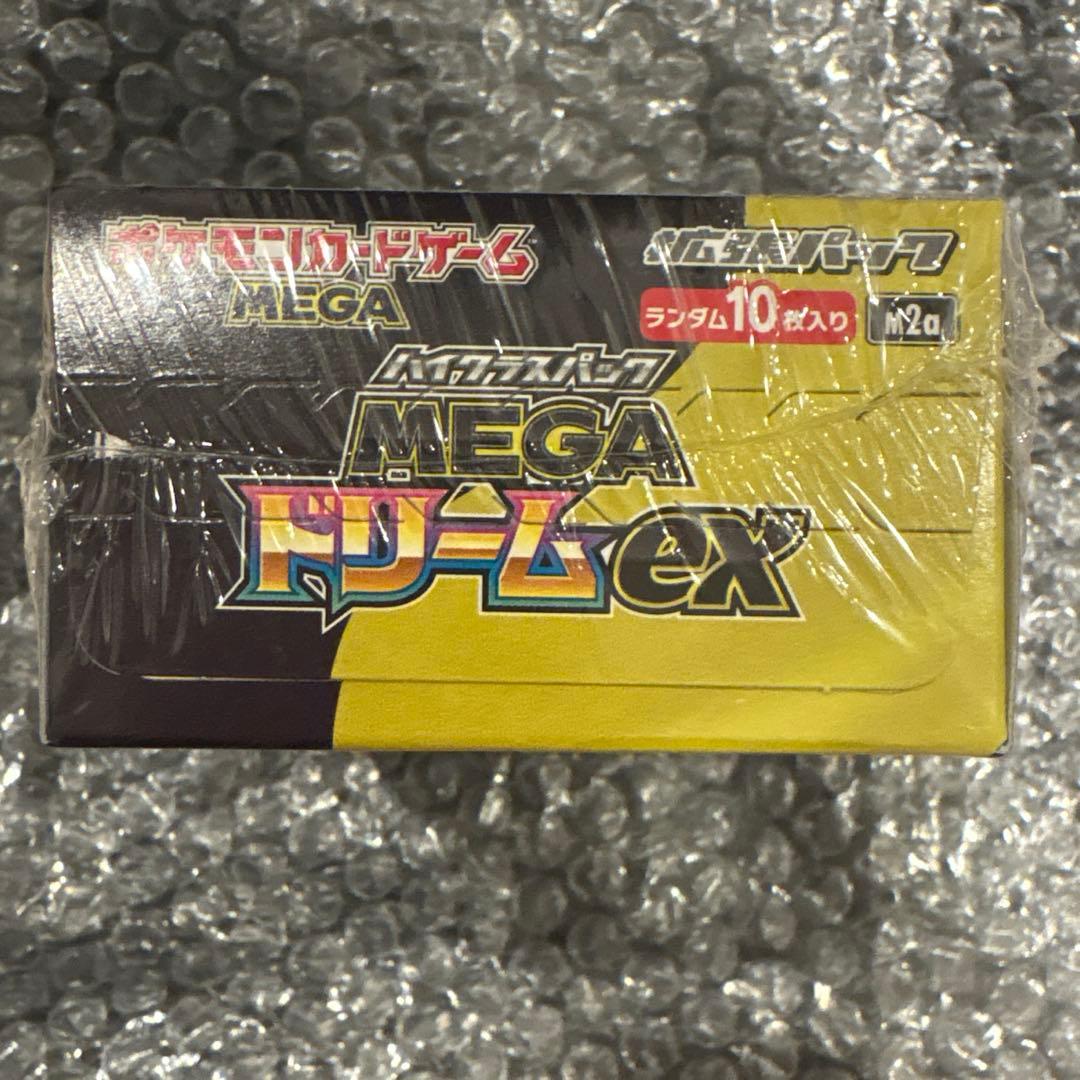 ポケモンカードゲーム
MEGA
拡張パック
ランダム10枚入り
M2a
ハイクラスパック
MEGA
ドリームex